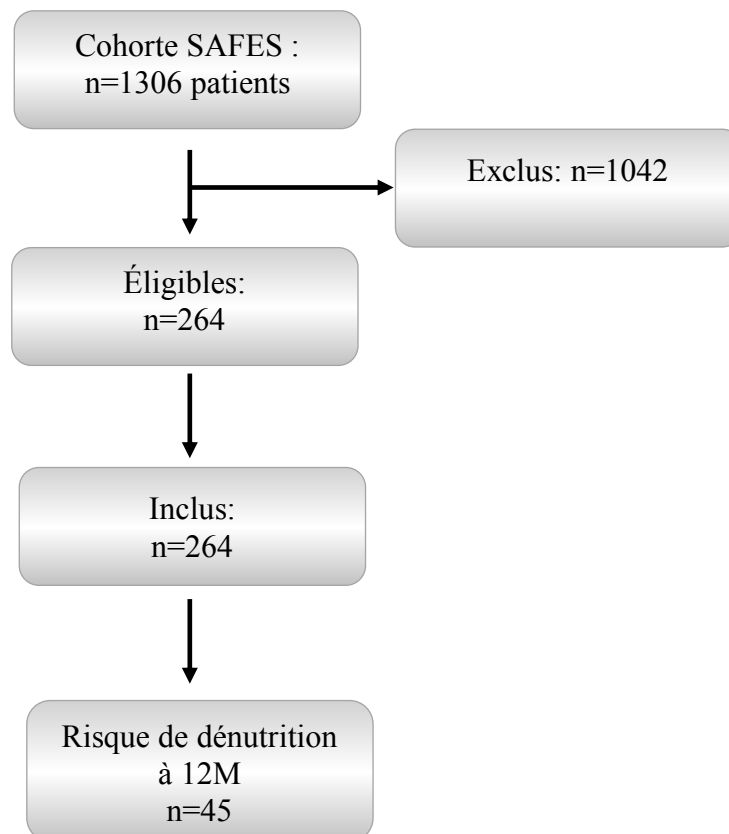 Cohorte SAFES :
n=1306 patients
Exclus: n=1042
Éligibles:
n=264
Inclus:
n=264
Risque de dénutrition
à 12M
n=45